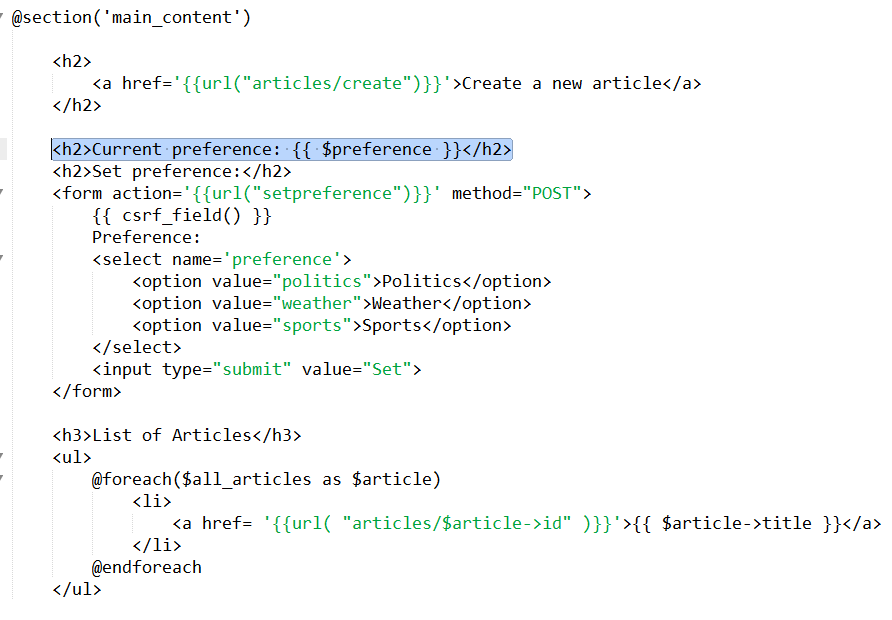 @section('main_content')
<h2>
<a href='{{url("articles/create")}}'>Create a new article</a>
</h2>
<h2>Current preference: {{ $preference }}</h2>
<h2>Set preference:</h2>
<form action='{{url("setpreference")}}' method="POST">
{{ csrf_field() }}
Preference:
<select name='preference'>
<option value="politics">Politics</option>
<option value="weather">Weather</option>
<option value="sports">Sports</option>
</select>
<input type="submit" value="Set">
</form>
<h3>List of Articles</h3>
<ul>
@foreach($all_articles as $article)
<li>
<a href= '{{url( "articles/$article->id" )}}'>{{ $article->title }}</a>
</li>
@endforeach
</ul>